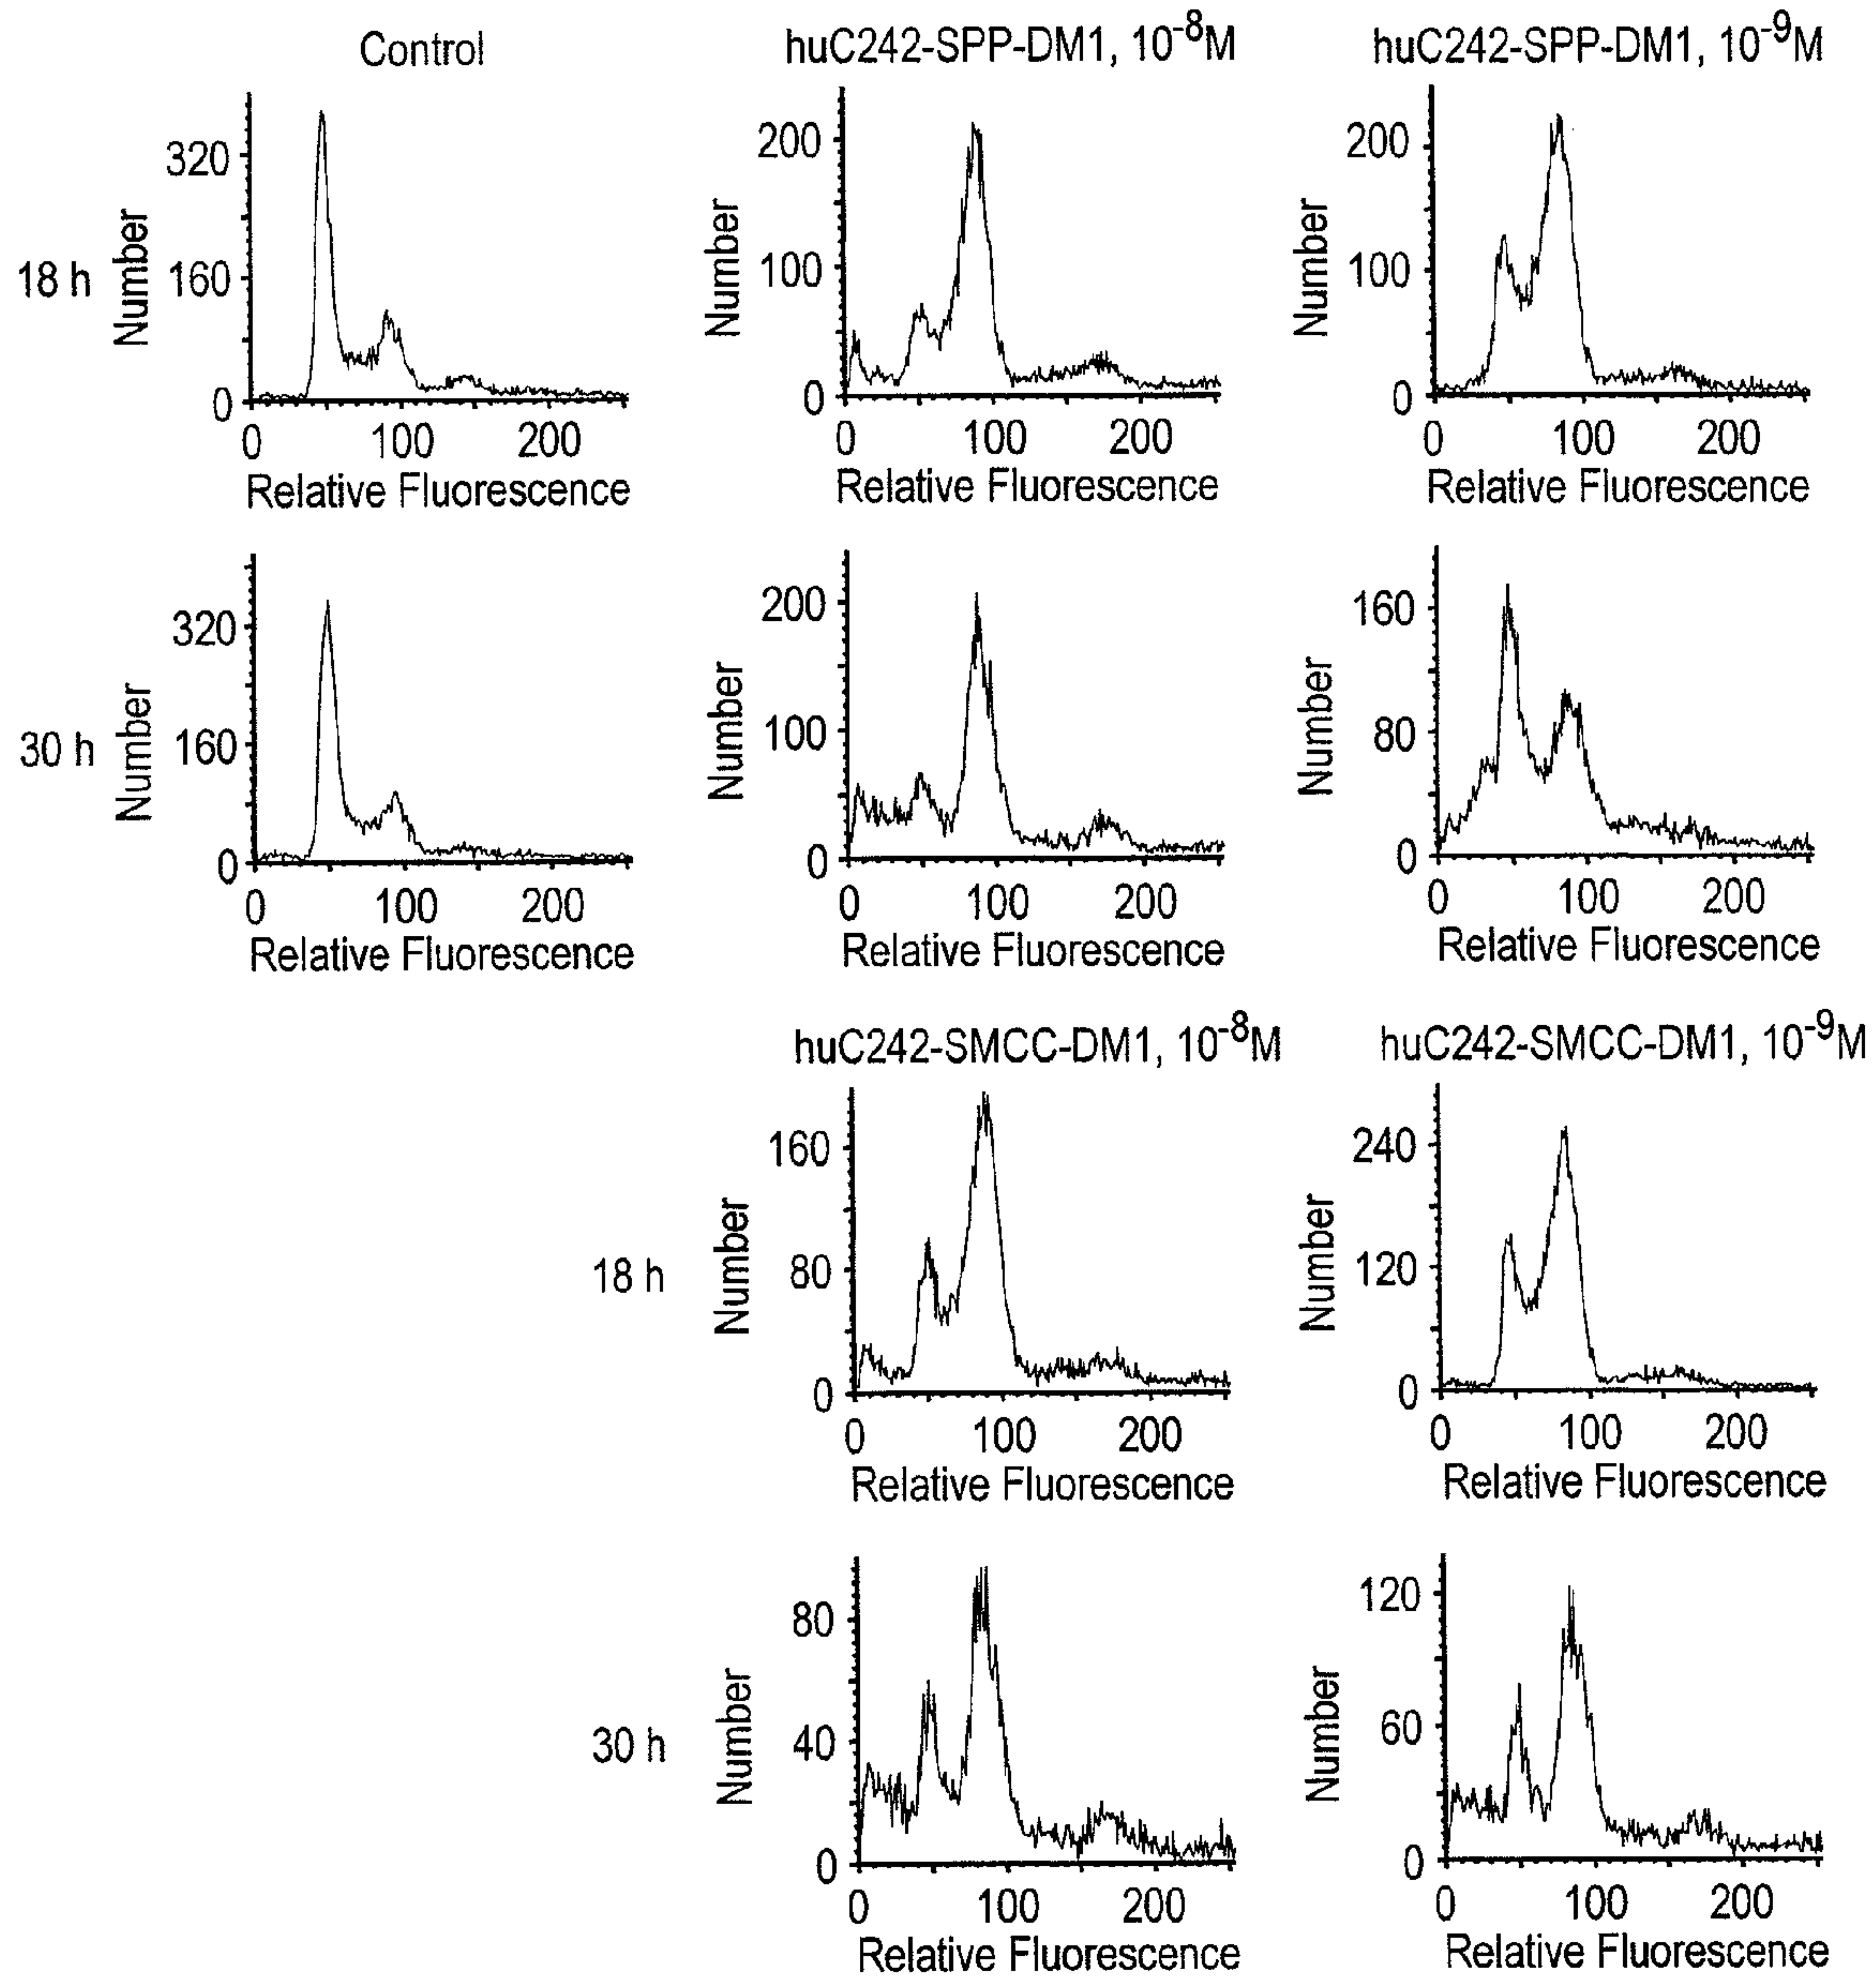 Control
huC242-SPP-DM1, 10⁻⁸M
huC242-SPP-DM1, 10⁻⁹M
18 h
Number
320
160
0
0 100 200
Relative Fluorescence
Number
200
100
0
0 100 200
Relative Fluorescence
Number
200
100
0
0 100 200
Relative Fluorescence
30 h
Number
320
160
0
0 100 200
Relative Fluorescence
Number
200
100
0
0 100 200
Relative Fluorescence
Number
160
80
0
0 100 200
Relative Fluorescence
huC242-SMCC-DM1, 10⁻⁸M
huC242-SMCC-DM1, 10⁻⁹M
18 h
Number
160
80
0
0 100 200
Relative Fluorescence
Number
240
120
0
0 100 200
Relative Fluorescence
30 h
Number
80
40
0
0 100 200
Relative Fluorescence
Number
120
60
0
0 100 200
Relative Fluorescence